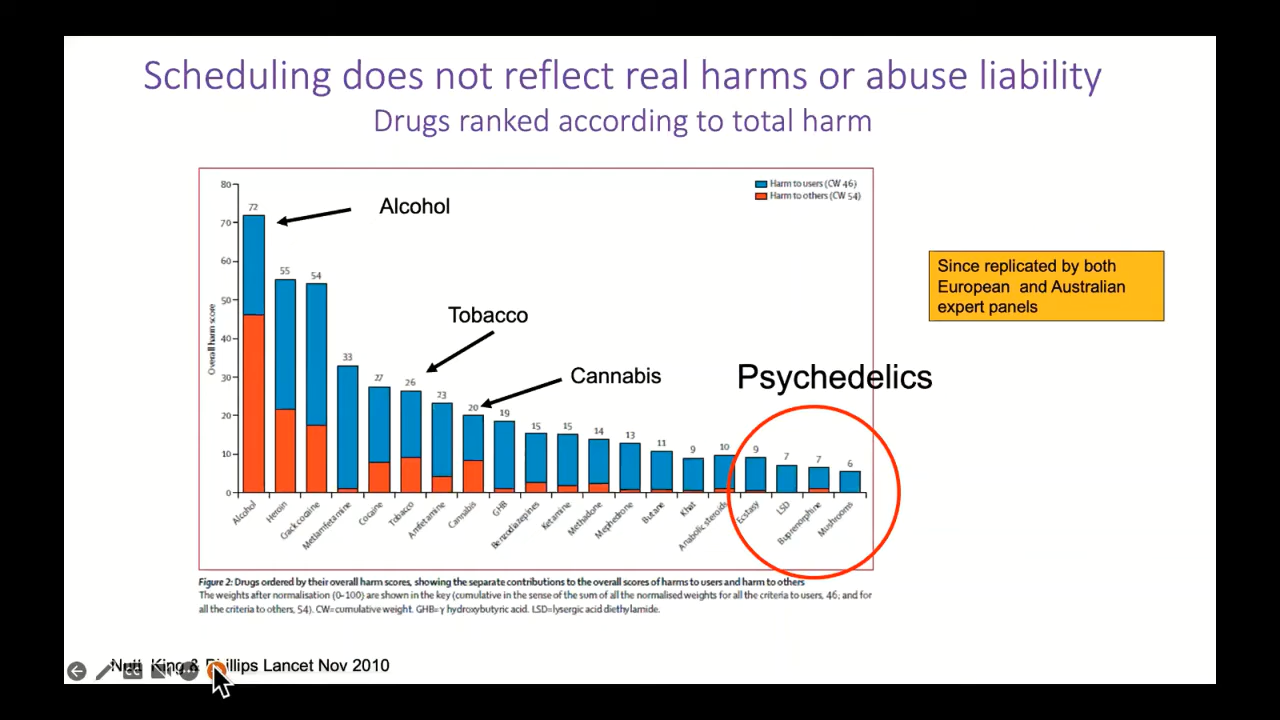 Scheduling does not reflect real harms or abuse liability
Drugs ranked according to total harm
80
70
60
50
40
30
20
10
0
Overall harm score
Harm to users (CW 46)
Harm to others (CW 54)
Alcohol
Tobacco
Cannabis
Psychedelics
72
55
54
33
27
26
23
20
19
15
15
14
13
11
9
10
9
7
7
6
Alcohol
Heroin
Crack cocaine
Metamfetamine
Cocaine
Tobacco
Amfetamine
Cannabis
GHB
Benzodiazepines
Ketamine
Methadone
Mephedrone
Butane
Khat
Anabolic steroids
Ecstasy
LSD
Buprenorphine
Mushrooms
Since replicated by both
European and Australian
expert panels
Figure 2: Drugs ordered by their overall harm scores, showing the separate contributions to the overall scores of harms to users and harm to others
The weights after normalisation (0–100) are shown in the key (cumulative in the sense of the sum of all the normalised weights for all the criteria to users, 46; and for
all the criteria to others, 54). CW=cumulative weight. GHB=γ hydroxybutyric acid. LSD=lysergic acid diethylamide.
Nutt King & Phillips Lancet Nov 2010